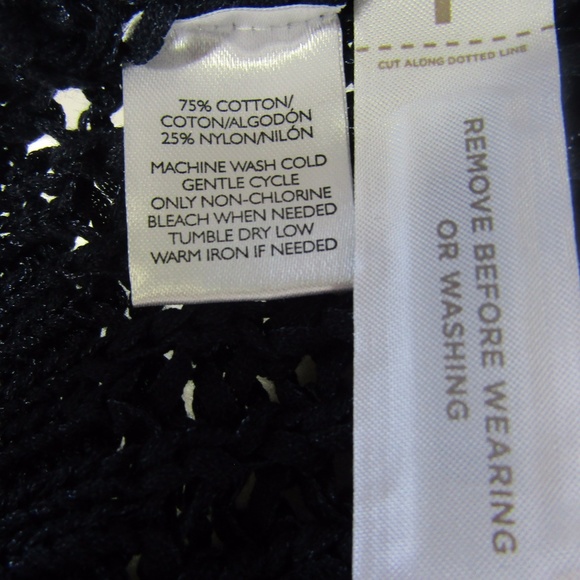 75% COTTON/
COTON/ALGODÓN
25% NYLON/NILÓN
MACHINE WASH COLD
GENTLE CYCLE
ONLY NON-CHLORINE
BLEACH WHEN NEEDED
TUMBLE DRY LOW
WARM IRON IF NEEDED
CUT ALONG DOTTED LINE
REMOVE BEFORE WEARING
OR WASHING